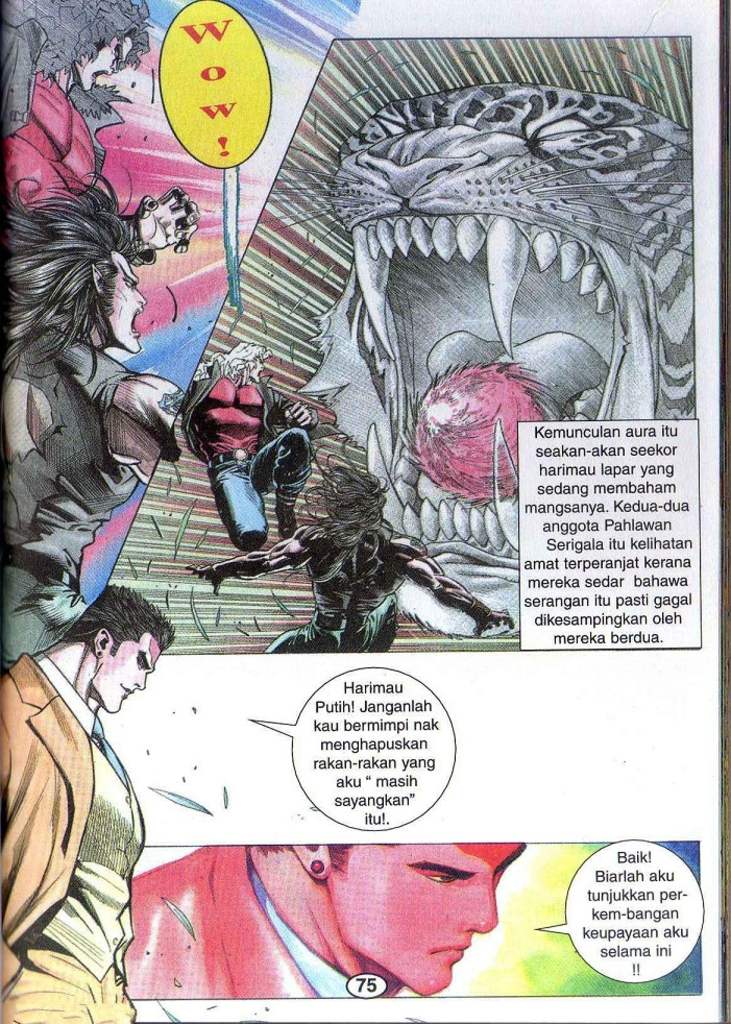 WOW!
Kemunculan aura itu
seakan-akan seekor
harimau lapar yang
sedang membaham
mangsanya. Kedua-dua
anggota Pahlawan
Serigala itu kelihatan
amat terperanjat kerana
mereka sedar bahawa
serangan itu pasti gagal
dikesampingkan oleh
mereka berdua.
Harimau
Putih! Janganlah
kau bermimpi nak
menghapuskan
rakan-rakan yang
aku “ masih
sayangkan”
itu!.
Baik!
Biarlah aku
tunjukkan per-
kem-bangan
keupayaan aku
selama ini
!!
75